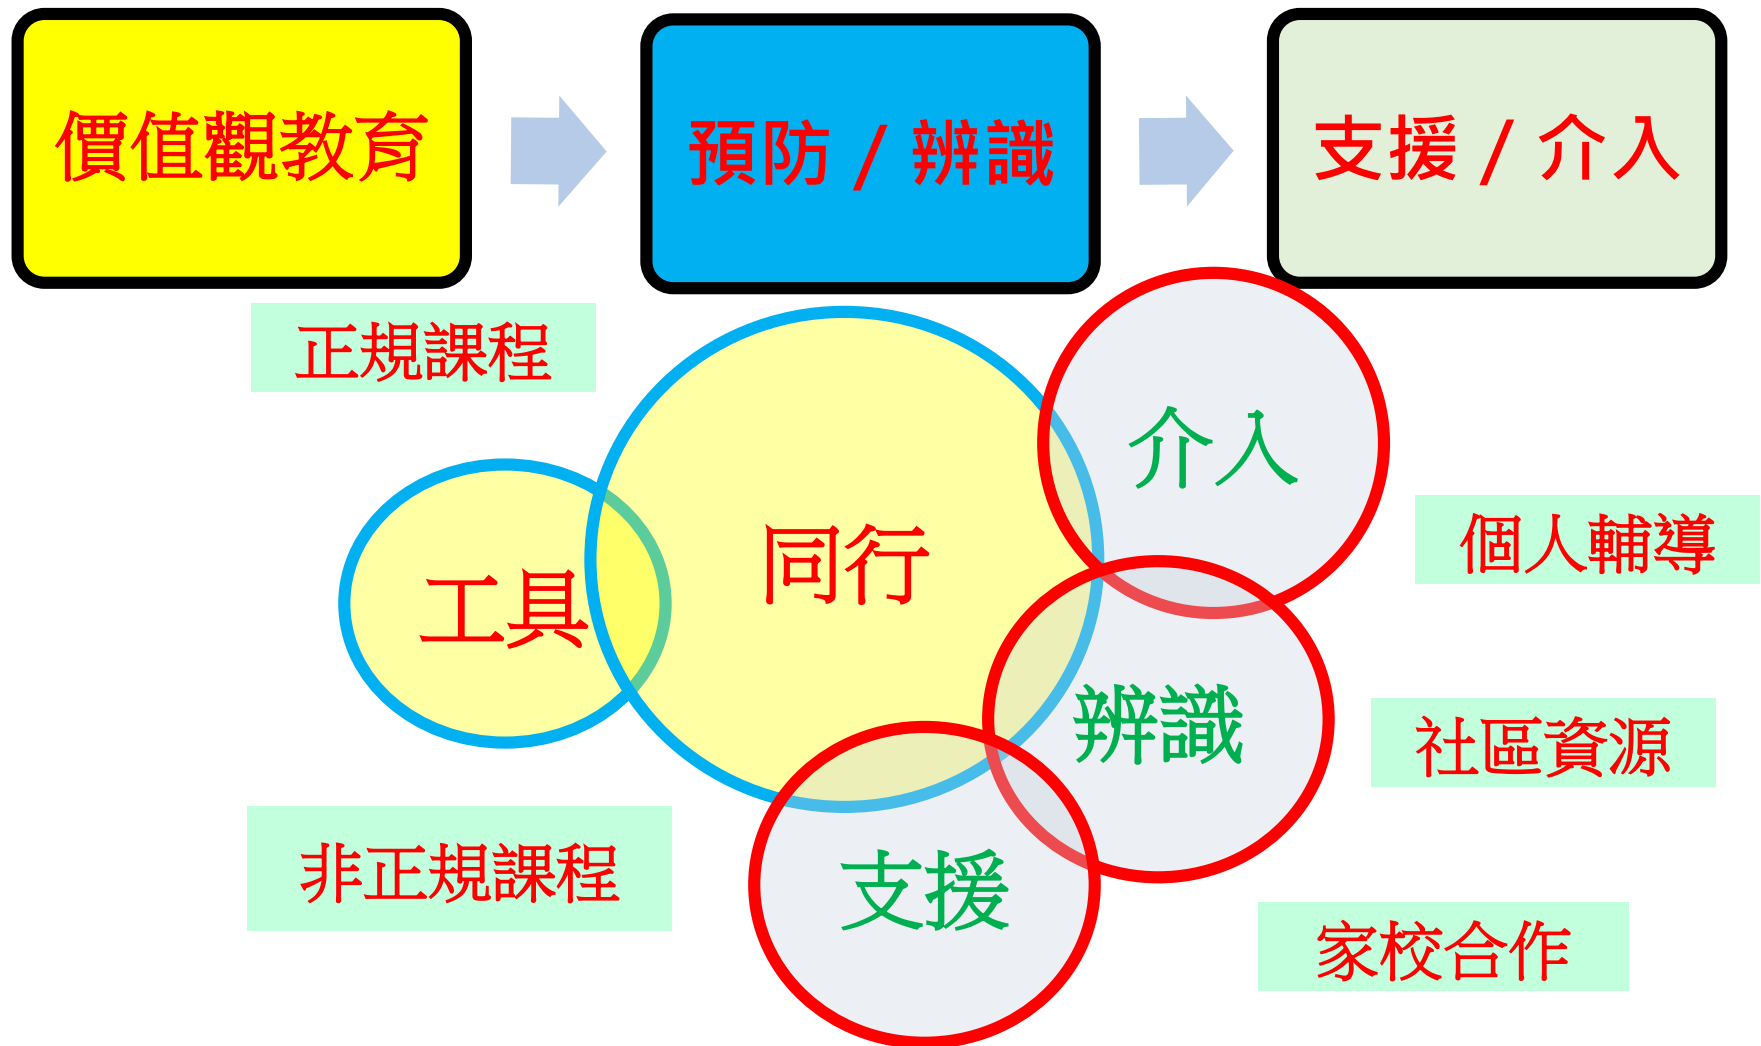 價值觀教育
預防 / 辨識
支援 / 介入
正規課程
介入
個人輔導
同行
工具
辨識
社區資源
非正規課程
支援
家校合作